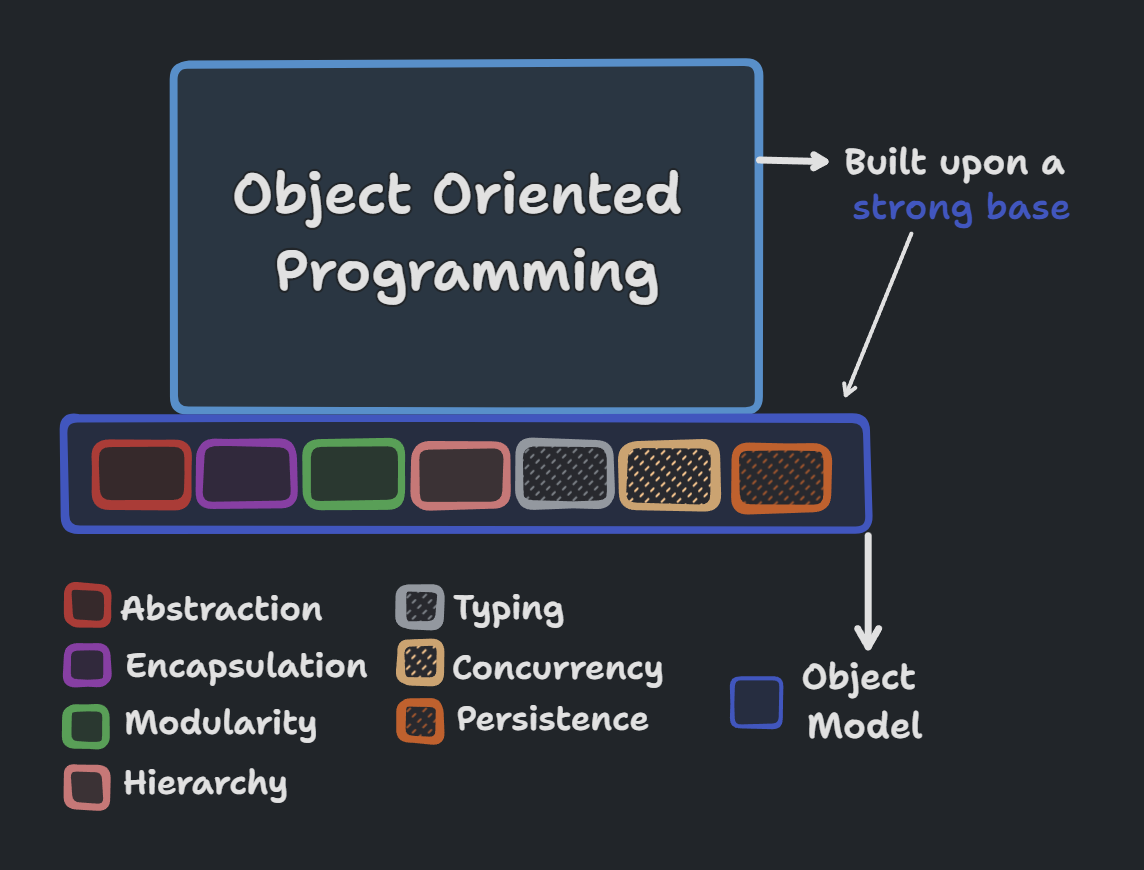 Object Oriented
Programming
Built upon a
strong base
Abstraction
Encapsulation
Modularity
Hierarchy
Typing
Concurrency
Persistence
Object
Model